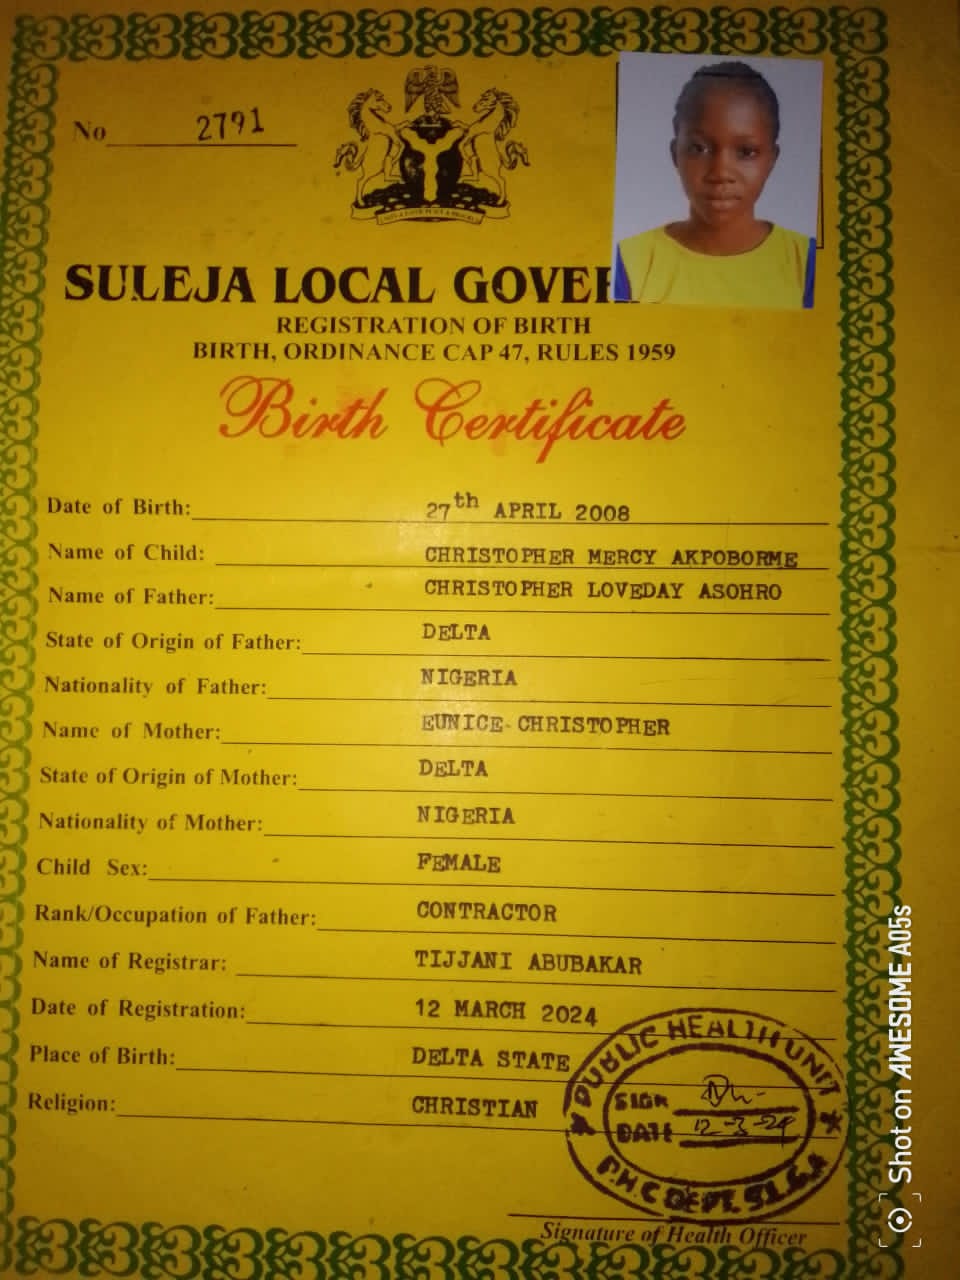 No 2791
SULEJA LOCAL GOVER
REGISTRATION OF BIRTH
BIRTH, ORDINANCE CAP 47, RULES 1959
Birth Certificate
Date of Birth: 27th APRIL 2008
Name of Child: CHRISTOPHER MERCY AKPOBORME
Name of Father: CHRISTOPHER LOVEDAY ASOHRO
State of Origin of Father: DELTA
Nationality of Father: NIGERIA
Name of Mother: EUNICE-CHRISTOPHER
State of Origin of Mother: DELTA
Nationality of Mother: NIGERIA
Child Sex: FEMALE
Rank/Occupation of Father: CONTRACTOR
Name of Registrar: TIJJANI ABUBAKAR
Date of Registration: 12 MARCH 2024
Place of Birth: DELTA STATE
Religion: CHRISTIAN
PUBLIC HEALTH UNIT
SIGN
DATE 12-3-24
P.H.C DEPT. S.L.G.A
Signature of Health Officer
Shot on AWESOME A05s